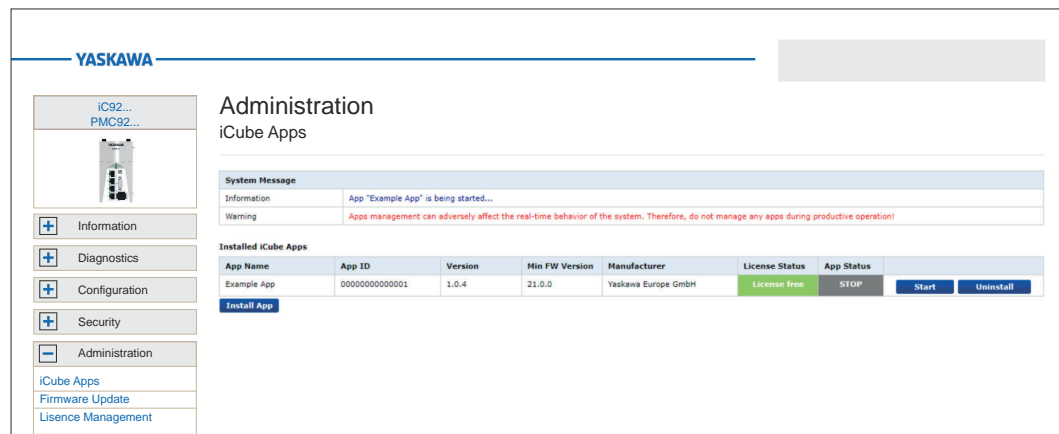 YASKAWA
iC92...
PMC92...
Information
Diagnostics
Configuration
Security
Administration
iCube Apps
Firmware Update
Lisence Management
Administration
iCube Apps
System Message
Information App "Example App" is being started...
Warning Apps management can adversely affect the real-time behavior of the system. Therefore, do not manage any apps during productive operation!
Installed iCube Apps
App Name App ID Version Min FW Version Manufacturer License Status App Status
Example App 00000000000001 1.0.4 21.0.0 Yaskawa Europe GmbH License free STOP Start Uninstall
Install App